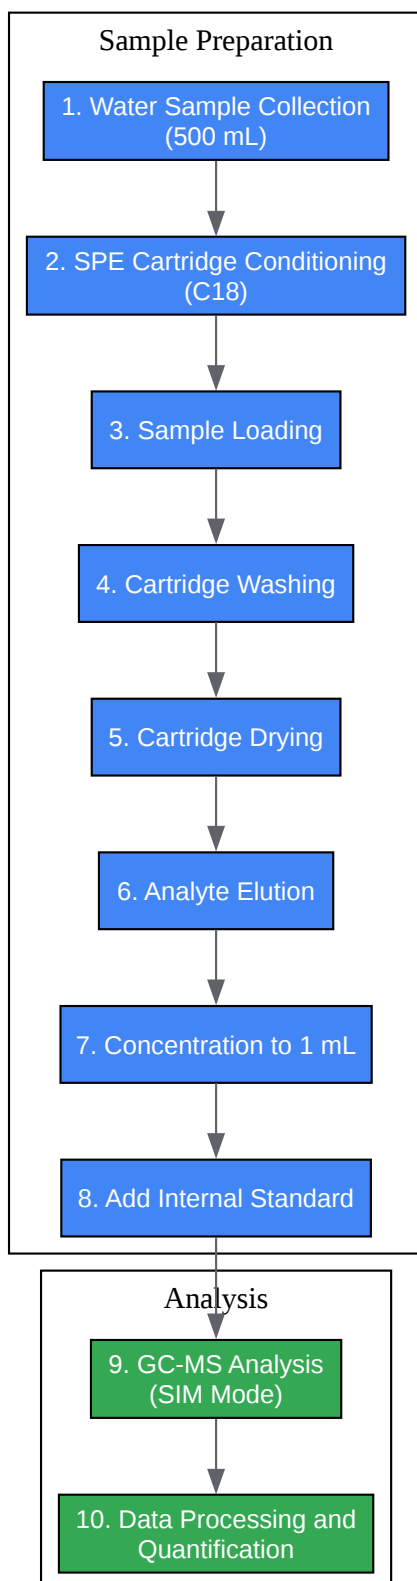 Sample Preparation
1. Water Sample Collection
(500 mL)
2. SPE Cartridge Conditioning
(C18)
3. Sample Loading
4. Cartridge Washing
5. Cartridge Drying
6. Analyte Elution
7. Concentration to 1 mL
8. Add Internal Standard
Analysis
9. GC-MS Analysis
(SIM Mode)
10. Data Processing and
Quantification